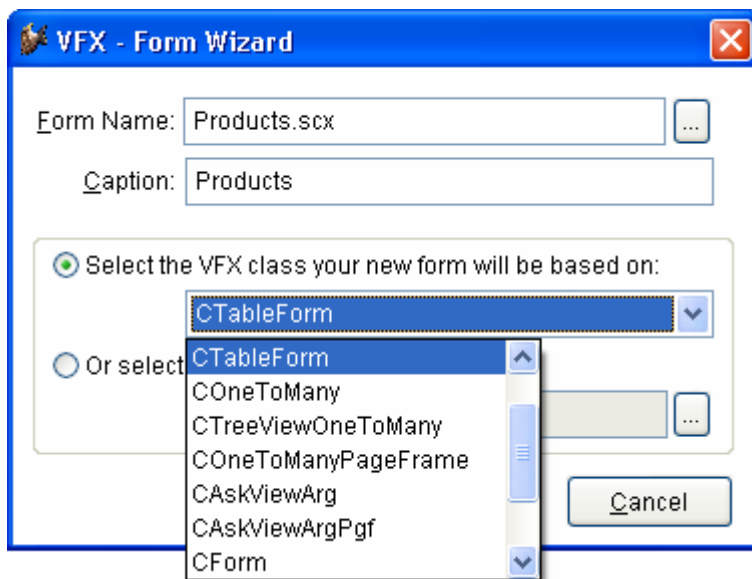 VFX - Form Wizard
Form Name: Products.scx ...
Caption: Products
Select the VFX class your new form will be based on:
CTableForm
Or select
CTableForm
COneToMany
CTreeViewOneToMany
COneToManyPageFrame
...
CAskViewArg
CAskViewArgPgf
CForm
Cancel